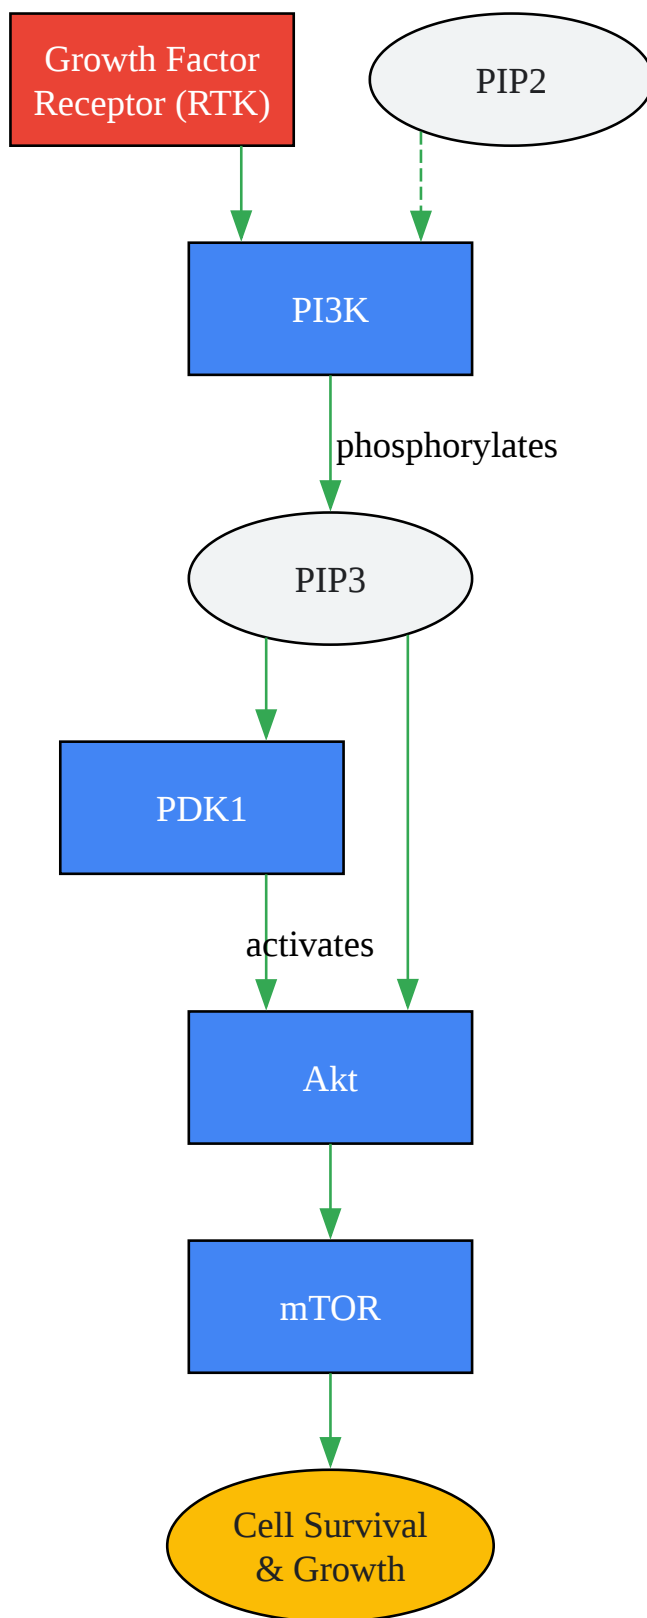 Growth Factor
Receptor (RTK)
PIP2
PI3K
phosphorylates
PIP3
PDK1
activates
Akt
mTOR
Cell Survival
& Growth